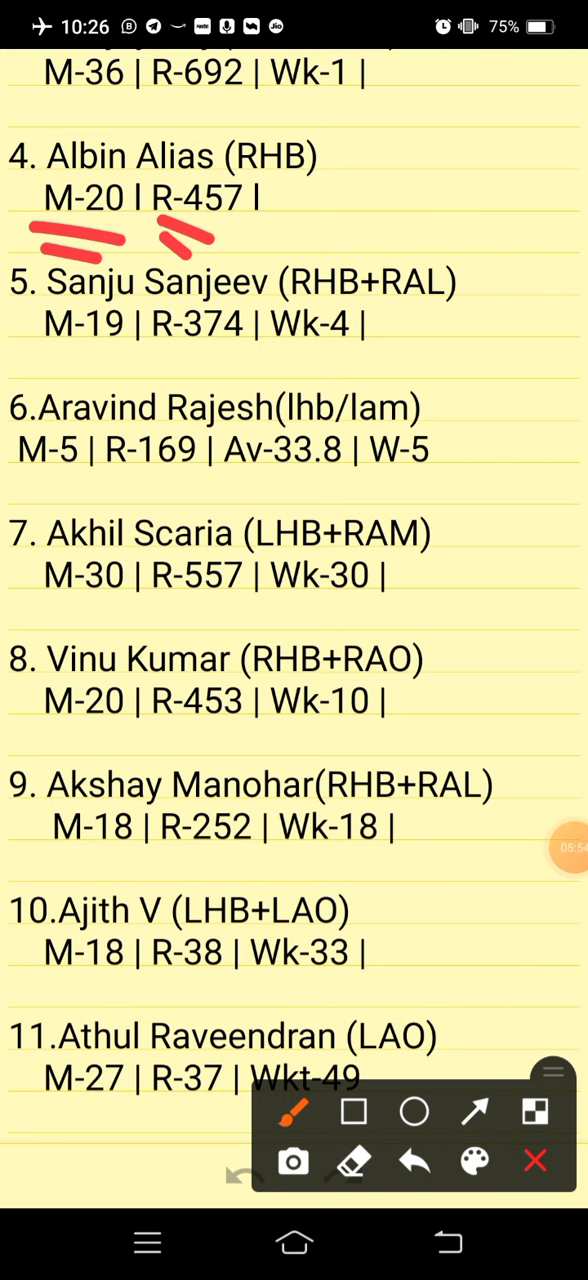 10:26
75%
M-36 | R-692 | Wk-1 |
4. Albin Alias (RHB)
M-20 l R-457 l
5. Sanju Sanjeev (RHB+RAL)
M-19 | R-374 | Wk-4 |
6.Aravind Rajesh(lhb/lam)
M-5 | R-169 | Av-33.8 | W-5
7. Akhil Scaria (LHB+RAM)
M-30 | R-557 | Wk-30 |
8. Vinu Kumar (RHB+RAO)
M-20 | R-453 | Wk-10 |
9. Akshay Manohar(RHB+RAL)
M-18 | R-252 | Wk-18 |
05:54
10.Ajith V (LHB+LAO)
M-18 | R-38 | Wk-33 |
11.Athul Raveendran (LAO)
M-27 | R-37 | Wkt-49